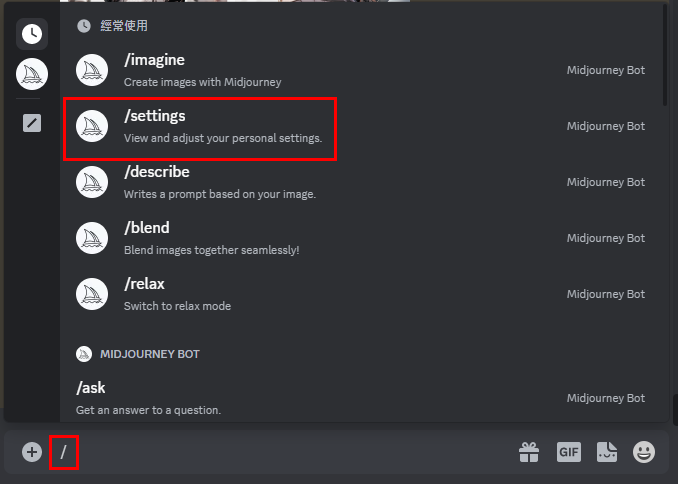 經常使用
/imagine
Create images with Midjourney
Midjourney Bot
/settings
View and adjust your personal settings.
Midjourney Bot
/describe
Writes a prompt based on your image.
Midjourney Bot
/blend
Blend images together seamlessly!
Midjourney Bot
/relax
Switch to relax mode
Midjourney Bot
MIDJOURNEY BOT
/ask
Get an answer to a question.
Midjourney Bot
/
GIF